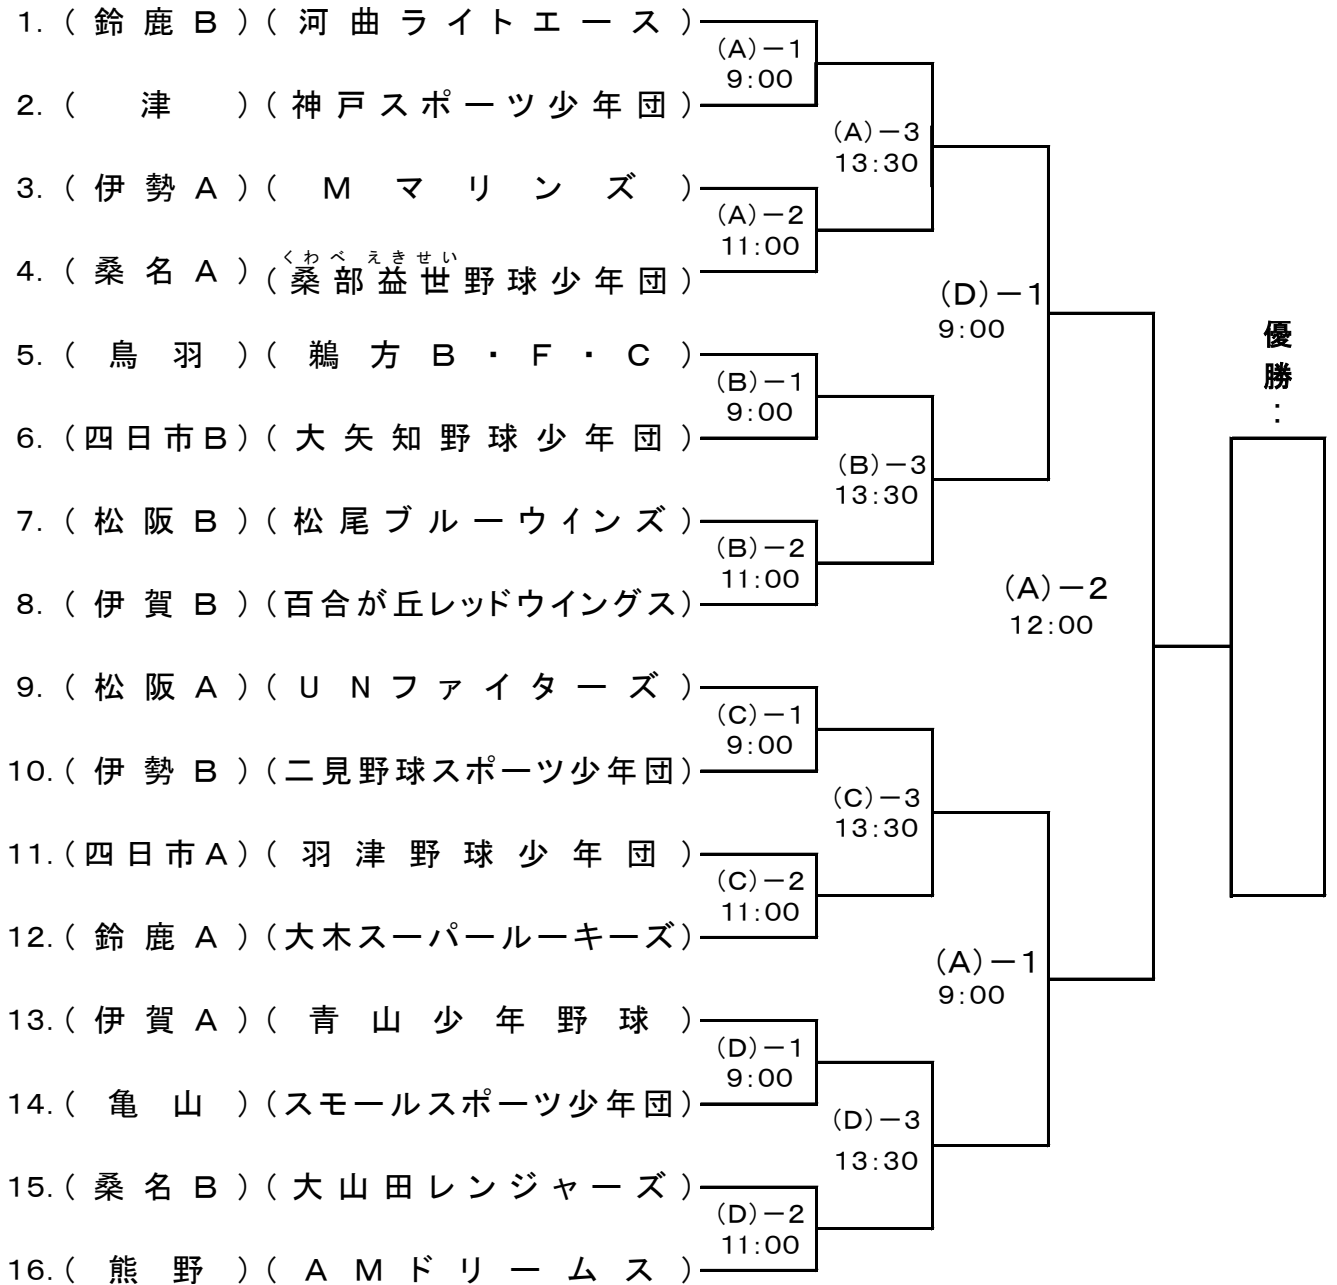 1.(鈴鹿B)(河曲ライトエース)
(A)－1
9:00
2.(津)(神戸スポーツ少年団)
(A)－3
13:30
3.(伊勢A)(Mマリンズ)
(A)－2
11:00
くわべ えきせい
4.(桑名A)(桑部益世野球少年団)
(D)－1
9:00
優勝:
5.(鳥羽)(鵜方B・F・C)
(B)－1
9:00
6.(四日市B)(大矢知野球少年団)
(B)－3
13:30
7.(松阪B)(松尾ブルーウインズ)
(B)－2
11:00
8.(伊賀B)(百合が丘レッドウイングス)
(A)－2
12:00
9.(松阪A)(UNファイターズ)
(C)－1
9:00
10.(伊勢B)(二見野球スポーツ少年団)
(C)－3
13:30
11.(四日市A)(羽津野球少年団)
(C)－2
11:00
12.(鈴鹿A)(大木スーパールーキーズ)
(A)－1
9:00
13.(伊賀A)(青山少年野球)
(D)－1
9:00
14.(亀山)(スモールスポーツ少年団)
(D)－3
13:30
15.(桑名B)(大山田レンジャーズ)
(D)－2
11:00
16.(熊野)(AMドリームス)